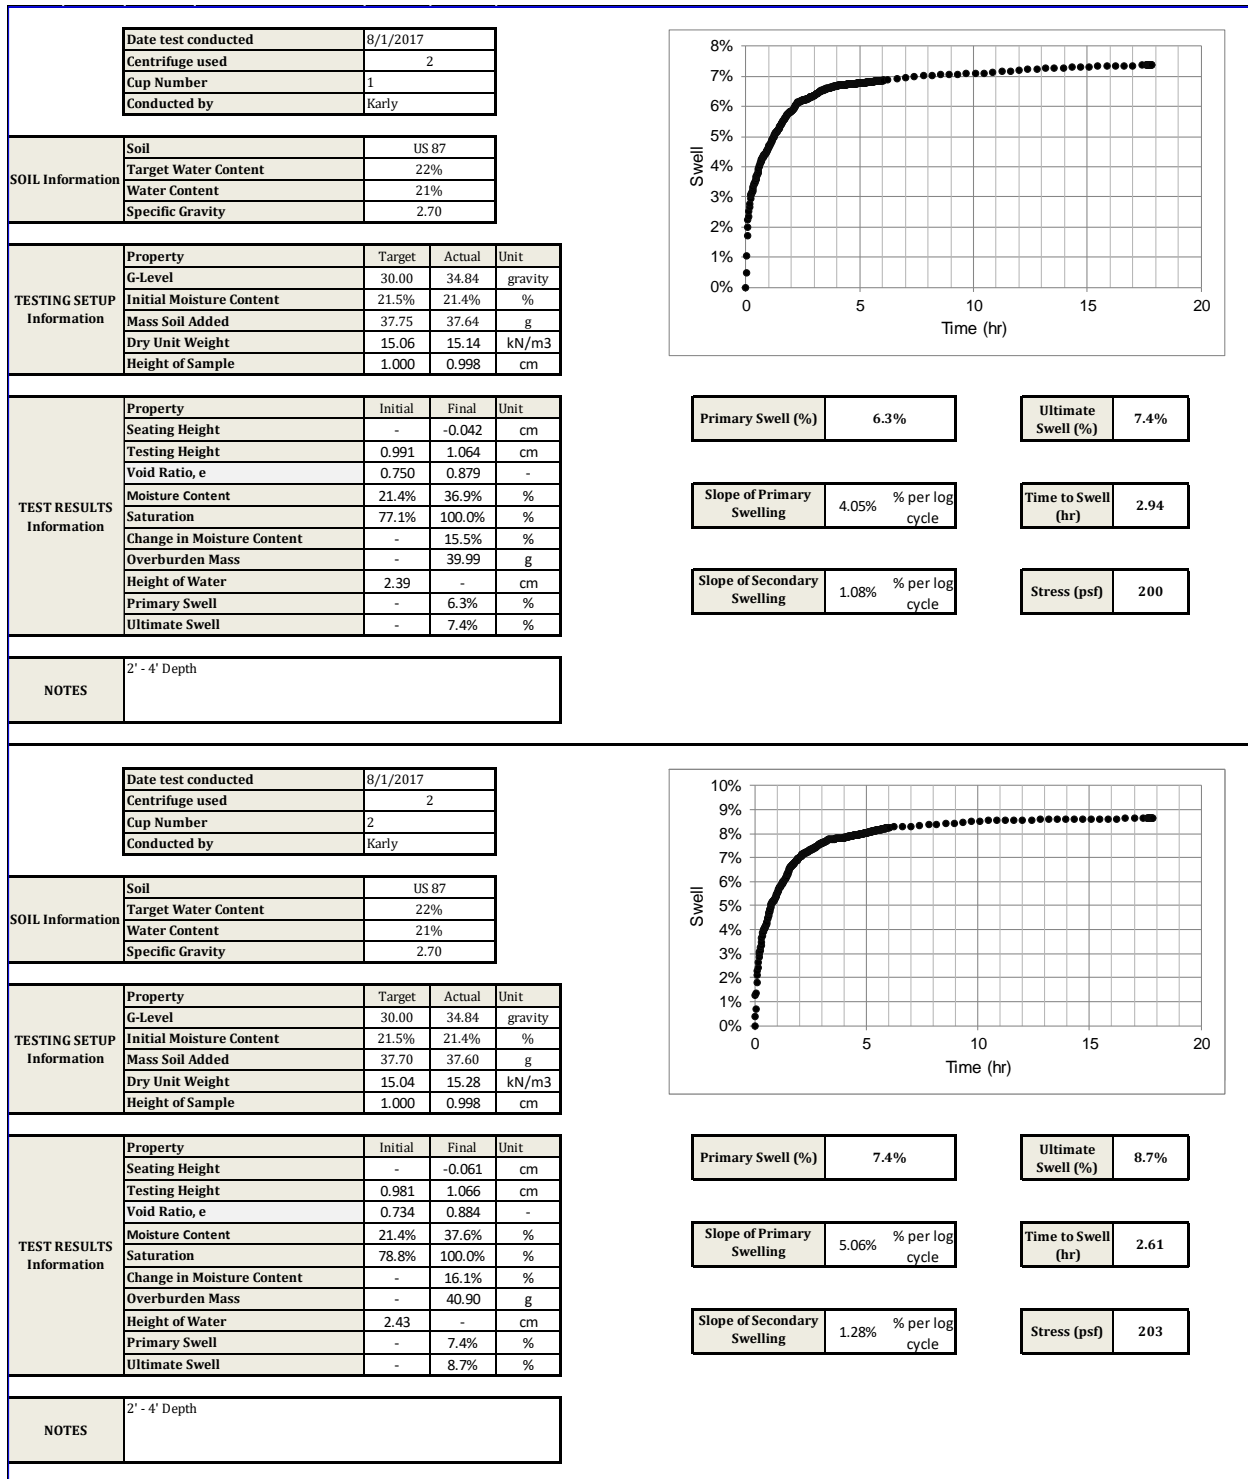 Date test conducted 8/1/2017
Centrifuge used 2
Cup Number 1
Conducted by Karly
SOIL Information
Soil US 87
Target Water Content 22%
Water Content 21%
Specific Gravity 2.70
TESTING SETUP Information
Property Target Actual Unit
G-Level 30.00 34.84 gravity
Initial Moisture Content 21.5% 21.4% %
Mass Soil Added 37.75 37.64 g
Dry Unit Weight 15.06 15.14 kN/m3
Height of Sample 1.000 0.998 cm
TEST RESULTS Information
Property Initial Final Unit
Seating Height - -0.042 cm
Testing Height 0.991 1.064 cm
Void Ratio, e 0.750 0.879 -
Moisture Content 21.4% 36.9% %
Saturation 77.1% 100.0% %
Change in Moisture Content - 15.5% %
Overburden Mass - 39.99 g
Height of Water 2.39 - cm
Primary Swell - 6.3% %
Ultimate Swell - 7.4% %
NOTES
2' - 4' Depth
8%
7%
6%
5%
4%
3%
2%
1%
0%
Swell
0 5 10 15 20
Time (hr)
Primary Swell (%) 6.3%
Ultimate Swell (%) 7.4%
Slope of Primary Swelling 4.05% % per log cycle
Time to Swell (hr) 2.94
Slope of Secondary Swelling 1.08% % per log cycle
Stress (psf) 200
Date test conducted 8/1/2017
Centrifuge used 2
Cup Number 2
Conducted by Karly
SOIL Information
Soil US 87
Target Water Content 22%
Water Content 21%
Specific Gravity 2.70
TESTING SETUP Information
Property Target Actual Unit
G-Level 30.00 34.84 gravity
Initial Moisture Content 21.5% 21.4% %
Mass Soil Added 37.70 37.60 g
Dry Unit Weight 15.04 15.28 kN/m3
Height of Sample 1.000 0.998 cm
TEST RESULTS Information
Property Initial Final Unit
Seating Height - -0.061 cm
Testing Height 0.981 1.066 cm
Void Ratio, e 0.734 0.884 -
Moisture Content 21.4% 37.6% %
Saturation 78.8% 100.0% %
Change in Moisture Content - 16.1% %
Overburden Mass - 40.90 g
Height of Water 2.43 - cm
Primary Swell - 7.4% %
Ultimate Swell - 8.7% %
NOTES
2' - 4' Depth
10%
9%
8%
7%
6%
5%
4%
3%
2%
1%
0%
Swell
0 5 10 15 20
Time (hr)
Primary Swell (%) 7.4%
Ultimate Swell (%) 8.7%
Slope of Primary Swelling 5.06% % per log cycle
Time to Swell (hr) 2.61
Slope of Secondary Swelling 1.28% % per log cycle
Stress (psf) 203